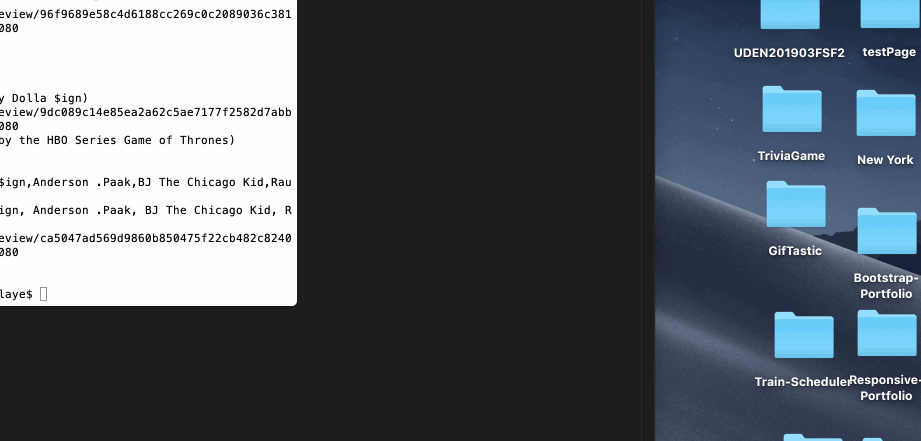 eview/96f9689e58c4d6188cc269c0c2089036c381
080
y Dolla $ign)
eview/9dc089c14e85ea2a62c5ae7177f2582d7abb
080
by the HBO Series Game of Thrones)
$ign,Anderson .Paak,BJ The Chicago Kid,Rau
ign, Anderson .Paak, BJ The Chicago Kid, R
eview/ca5047ad569d9860b850475f22cb482c8240
080
laye$
UDEN201903FSF2
testPage
TriviaGame
New York
GifTastic
Bootstrap-
Portfolio
Train-Scheduler
Responsive-
Portfolio